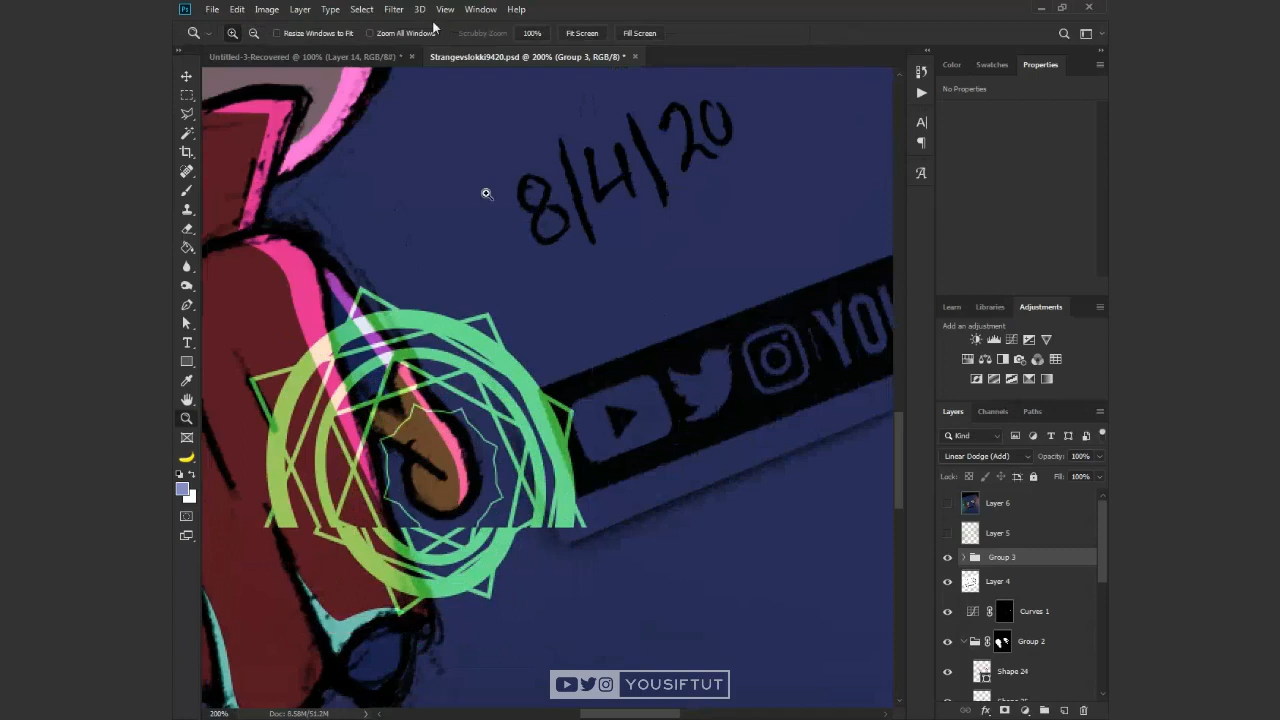 Ps File Edit Image Layer Type Select Filter 3D View Window Help
Resize Windows to Fit Zoom All Windows Scrubby Zoom 100% Fit Screen Fill Screen
Untitled-3-Recovered @ 100% (Layer 14, RGB/8#) * × Strangevslokki9420.psd @ 200% (Group 3, RGB/8) * ×
Color Swatches Properties
No Properties
8/4/20
YOU
Learn Libraries Adjustments
Add an adjustment
Layers Channels Paths
Kind
Linear Dodge (Add) Opacity: 100%
Lock: Fill: 100%
Layer 6
Layer 5
Group 3
Layer 4
Curves 1
Group 2
Shape 24
YOUSIFTUT
200% Doc: 8.58M/51.2M